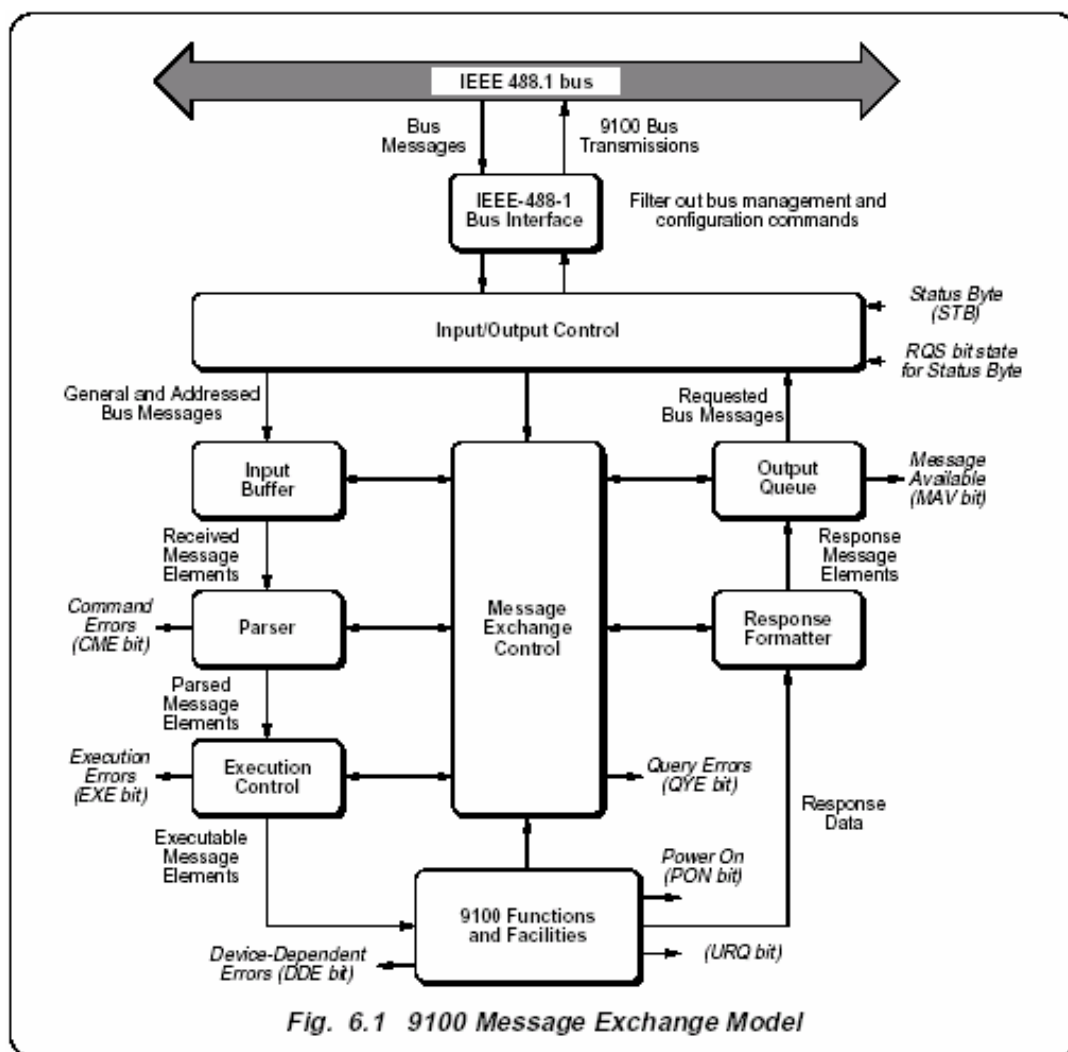 IEEE 488.1 bus
Bus
Messages
9100 Bus
Transmissions
IEEE-488-1
Bus Interface
Filter out bus management and
configuration commands
Input/Output Control
Status Byte
(STB)
RQS bit state
for Status Byte
General and Addressed
Bus Messages
Requested
Bus Messages
Input
Buffer
Output
Queue
Message
Available
(MAV bit)
Received
Message
Elements
Response
Message
Elements
Command
Errors
(CME bit)
Parser
Message
Exchange
Control
Response
Formatter
Parsed
Message
Elements
Execution
Errors
(EXE bit)
Execution
Control
Query Errors
(QYE bit)
Response
Data
Executable
Message
Elements
Power On
(PON bit)
9100 Functions
and Facilities
(URQ bit)
Device-Dependent
Errors (DDE bit)
Fig. 6.1 9100 Message Exchange Model